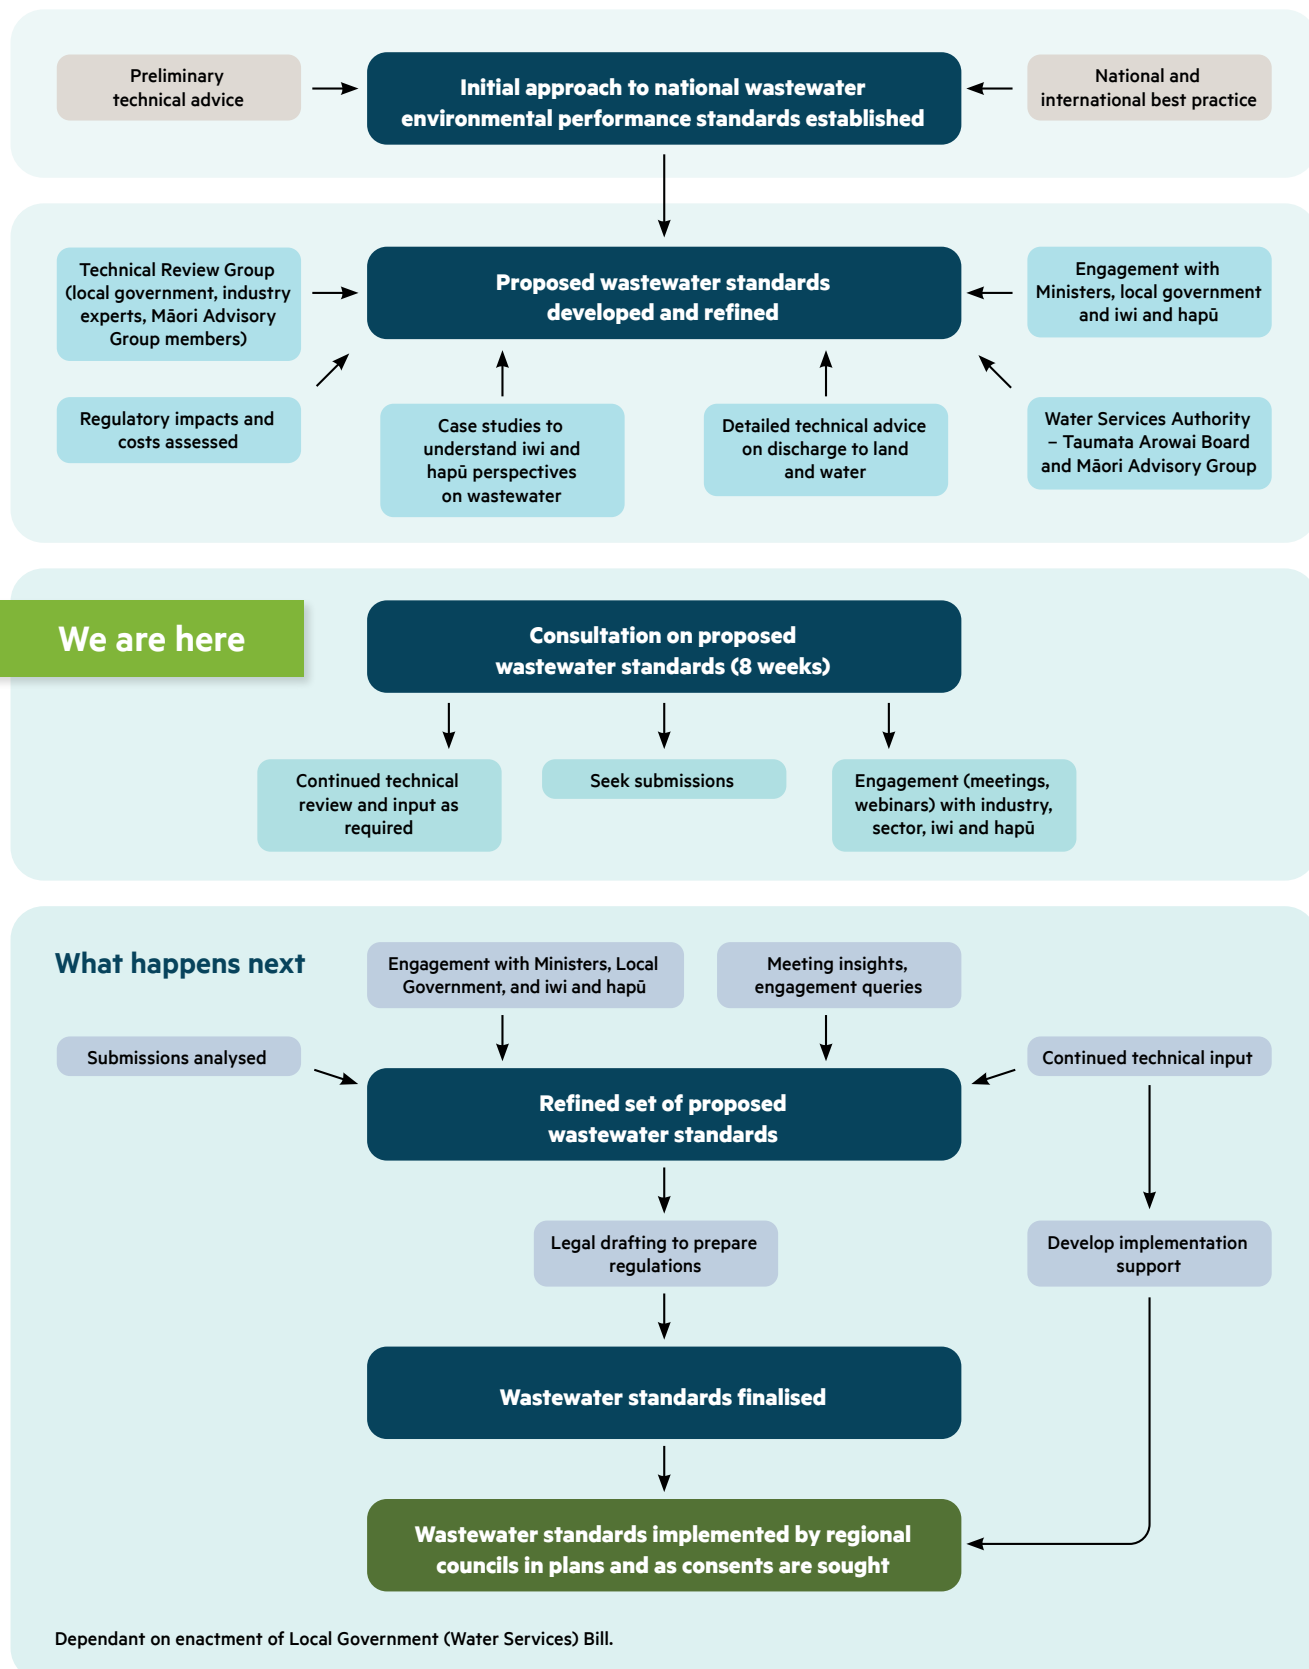 Preliminary
technical advice
Initial approach to national wastewater
environmental performance standards established
National and
international best practice
Technical Review Group
(local government, industry
experts, Māori Advisory
Group members)
Proposed wastewater standards
developed and refined
Engagement with
Ministers, local government
and iwi and hapū
Regulatory impacts and
costs assessed
Case studies to
understand iwi and
hapū perspectives
on wastewater
Detailed technical advice
on discharge to land
and water
Water Services Authority
– Taumata Arowai Board
and Māori Advisory Group
We are here
Consultation on proposed
wastewater standards (8 weeks)
Continued technical
review and input as
required
Seek submissions
Engagement (meetings,
webinars) with industry,
sector, iwi and hapū
What happens next
Engagement with Ministers, Local
Government, and iwi and hapū
Meeting insights,
engagement queries
Submissions analysed
Continued technical input
Refined set of proposed
wastewater standards
Legal drafting to prepare
regulations
Develop implementation
support
Wastewater standards finalised
Wastewater standards implemented by regional
councils in plans and as consents are sought
Dependant on enactment of Local Government (Water Services) Bill.